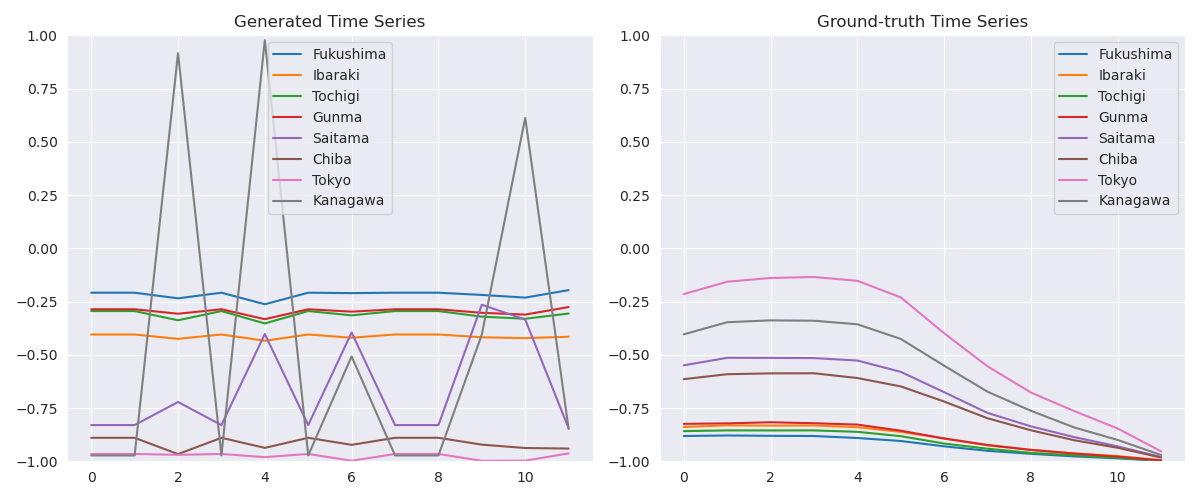 Generated Time Series
1.00
0.75
0.50
0.25
0.00
−0.25
−0.50
−0.75
−1.00
0 2 4 6 8 10
Fukushima
Ibaraki
Tochigi
Gunma
Saitama
Chiba
Tokyo
Kanagawa
Ground-truth Time Series
1.00
0.75
0.50
0.25
0.00
−0.25
−0.50
−0.75
−1.00
0 2 4 6 8 10
Fukushima
Ibaraki
Tochigi
Gunma
Saitama
Chiba
Tokyo
Kanagawa